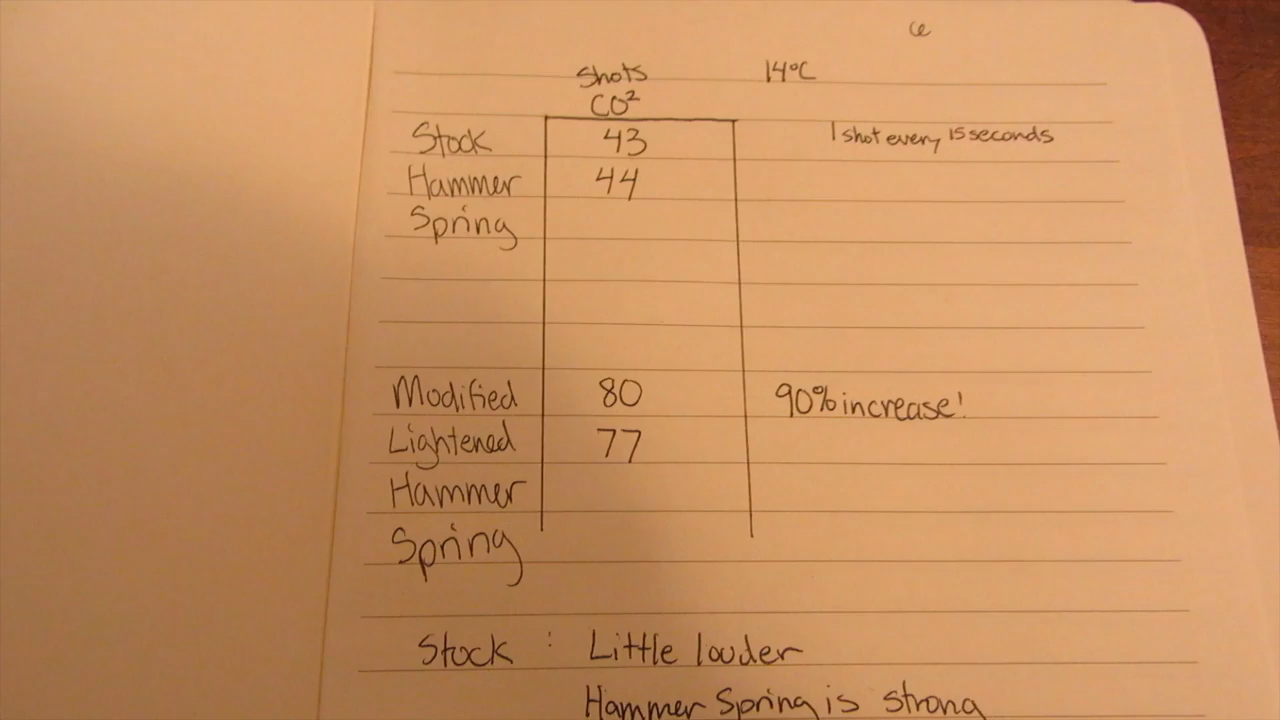 Shots 14°C
CO²
Stock 43 1 shot every 15 seconds
Hammer 44
Spring
Modified 80 90% increase!
Lightened 77
Hammer
Spring
Stock : Little louder
Hammer Spring is strong